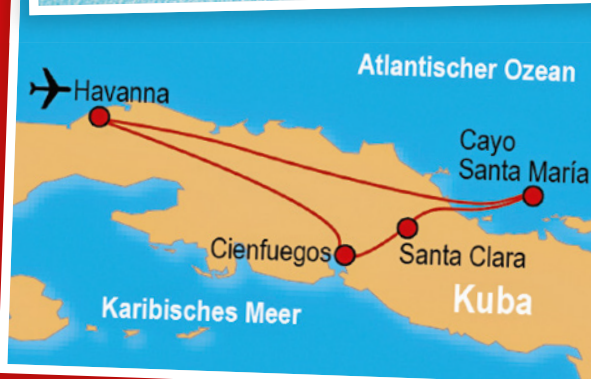 Atlantischer Ozean
Havanna
Cayo
Santa María
Cienfuegos
Santa Clara
Kuba
Karibisches Meer